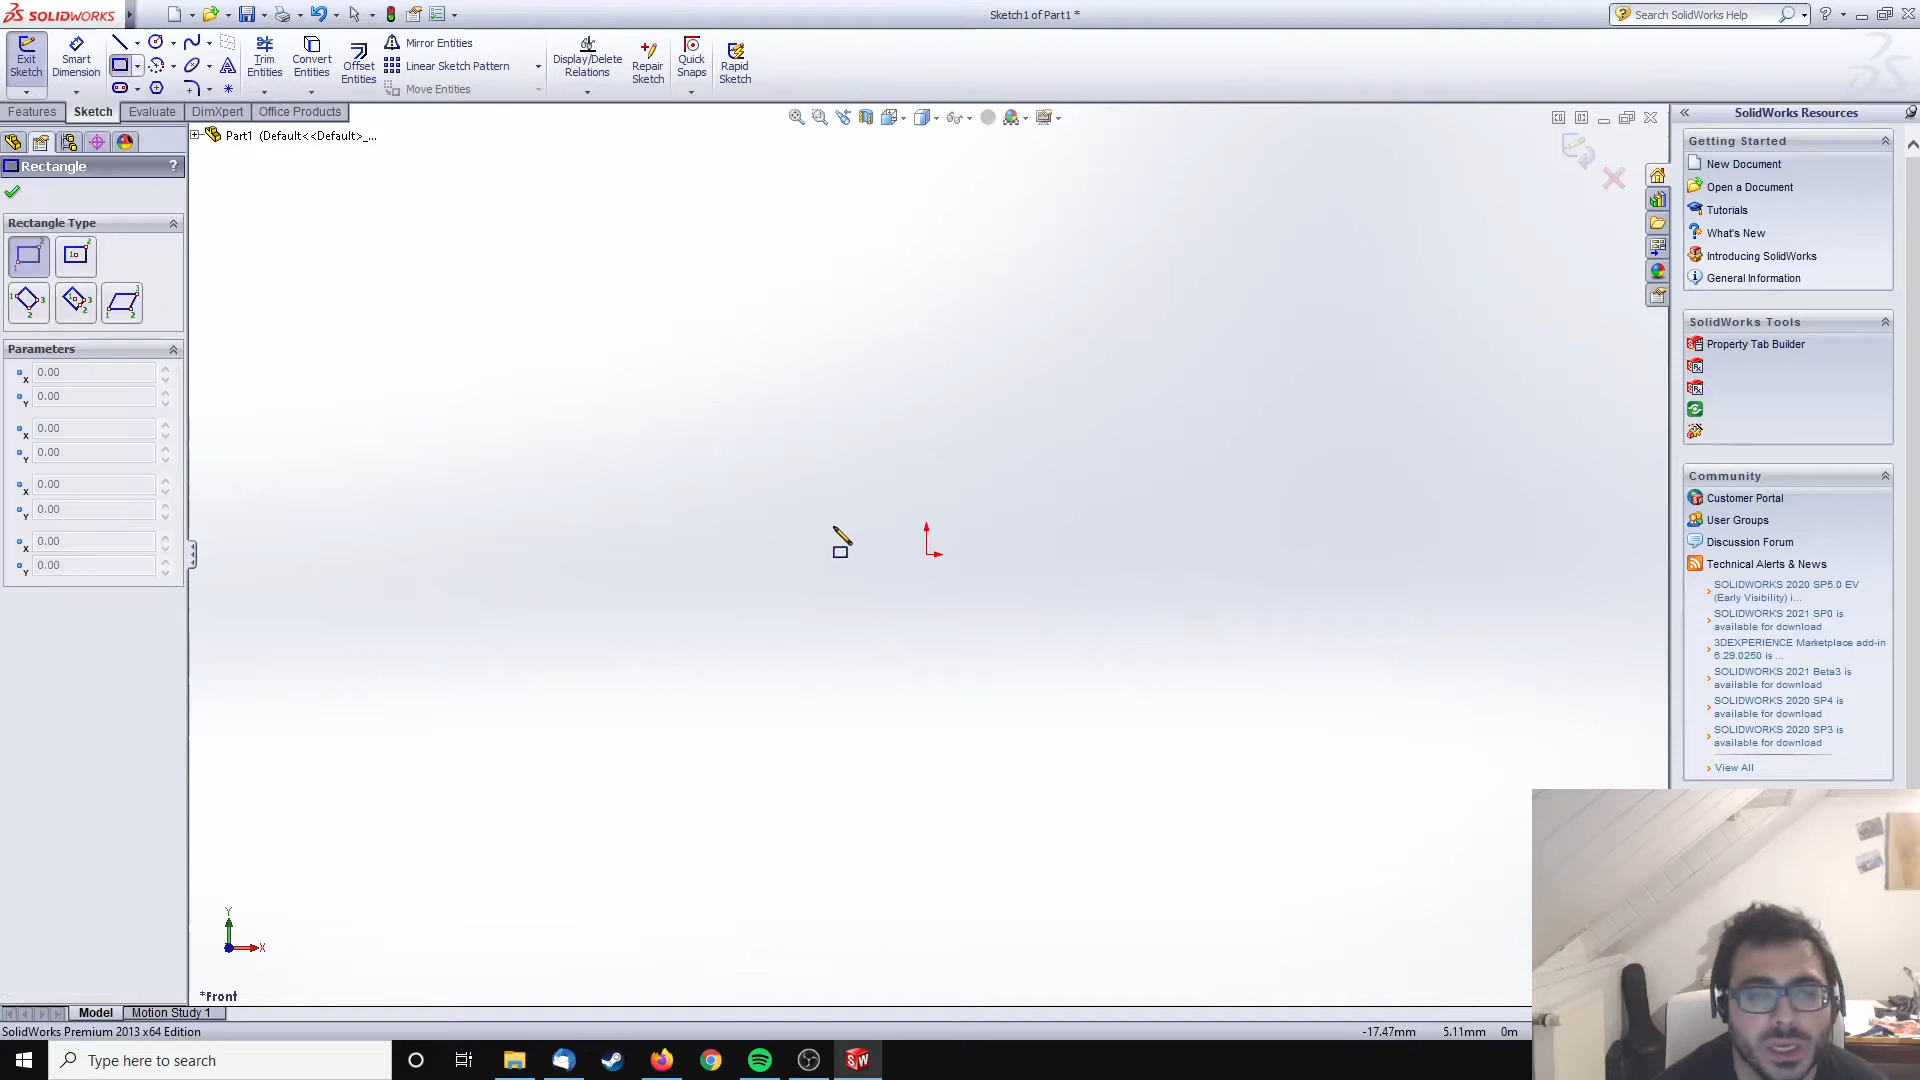 SOLIDWORKS
Sketch1 of Part1 *
Search SolidWorks Help
Exit Sketch
Smart Dimension
Trim Entities
Convert Entities
Offset Entities
Mirror Entities
Linear Sketch Pattern
Move Entities
Display/Delete Relations
Repair Sketch
Quick Snaps
Rapid Sketch
Features
Sketch
Evaluate
DimXpert
Office Products
Part1 (Default<<Default>_...
Rectangle
?
Rectangle Type
Parameters
X 0.00
Y 0.00
X 0.00
Y 0.00
X 0.00
Y 0.00
X 0.00
Y 0.00
Y
X
*Front
Model
Motion Study 1
SolidWorks Premium 2013 x64 Edition
-17.47mm
5.11mm
0m
SolidWorks Resources
Getting Started
New Document
Open a Document
Tutorials
What's New
Introducing SolidWorks
General Information
SolidWorks Tools
Property Tab Builder
Community
Customer Portal
User Groups
Discussion Forum
Technical Alerts & News
SOLIDWORKS 2020 SP5.0 EV
(Early Visibility) i...
SOLIDWORKS 2021 SP0 is
available for download
3DEXPERIENCE Marketplace add-in
6.29.0250 is ...
SOLIDWORKS 2021 Beta3 is
available for download
SOLIDWORKS 2020 SP4 is
available for download
SOLIDWORKS 2020 SP3 is
available for download
View All
Type here to search
SW